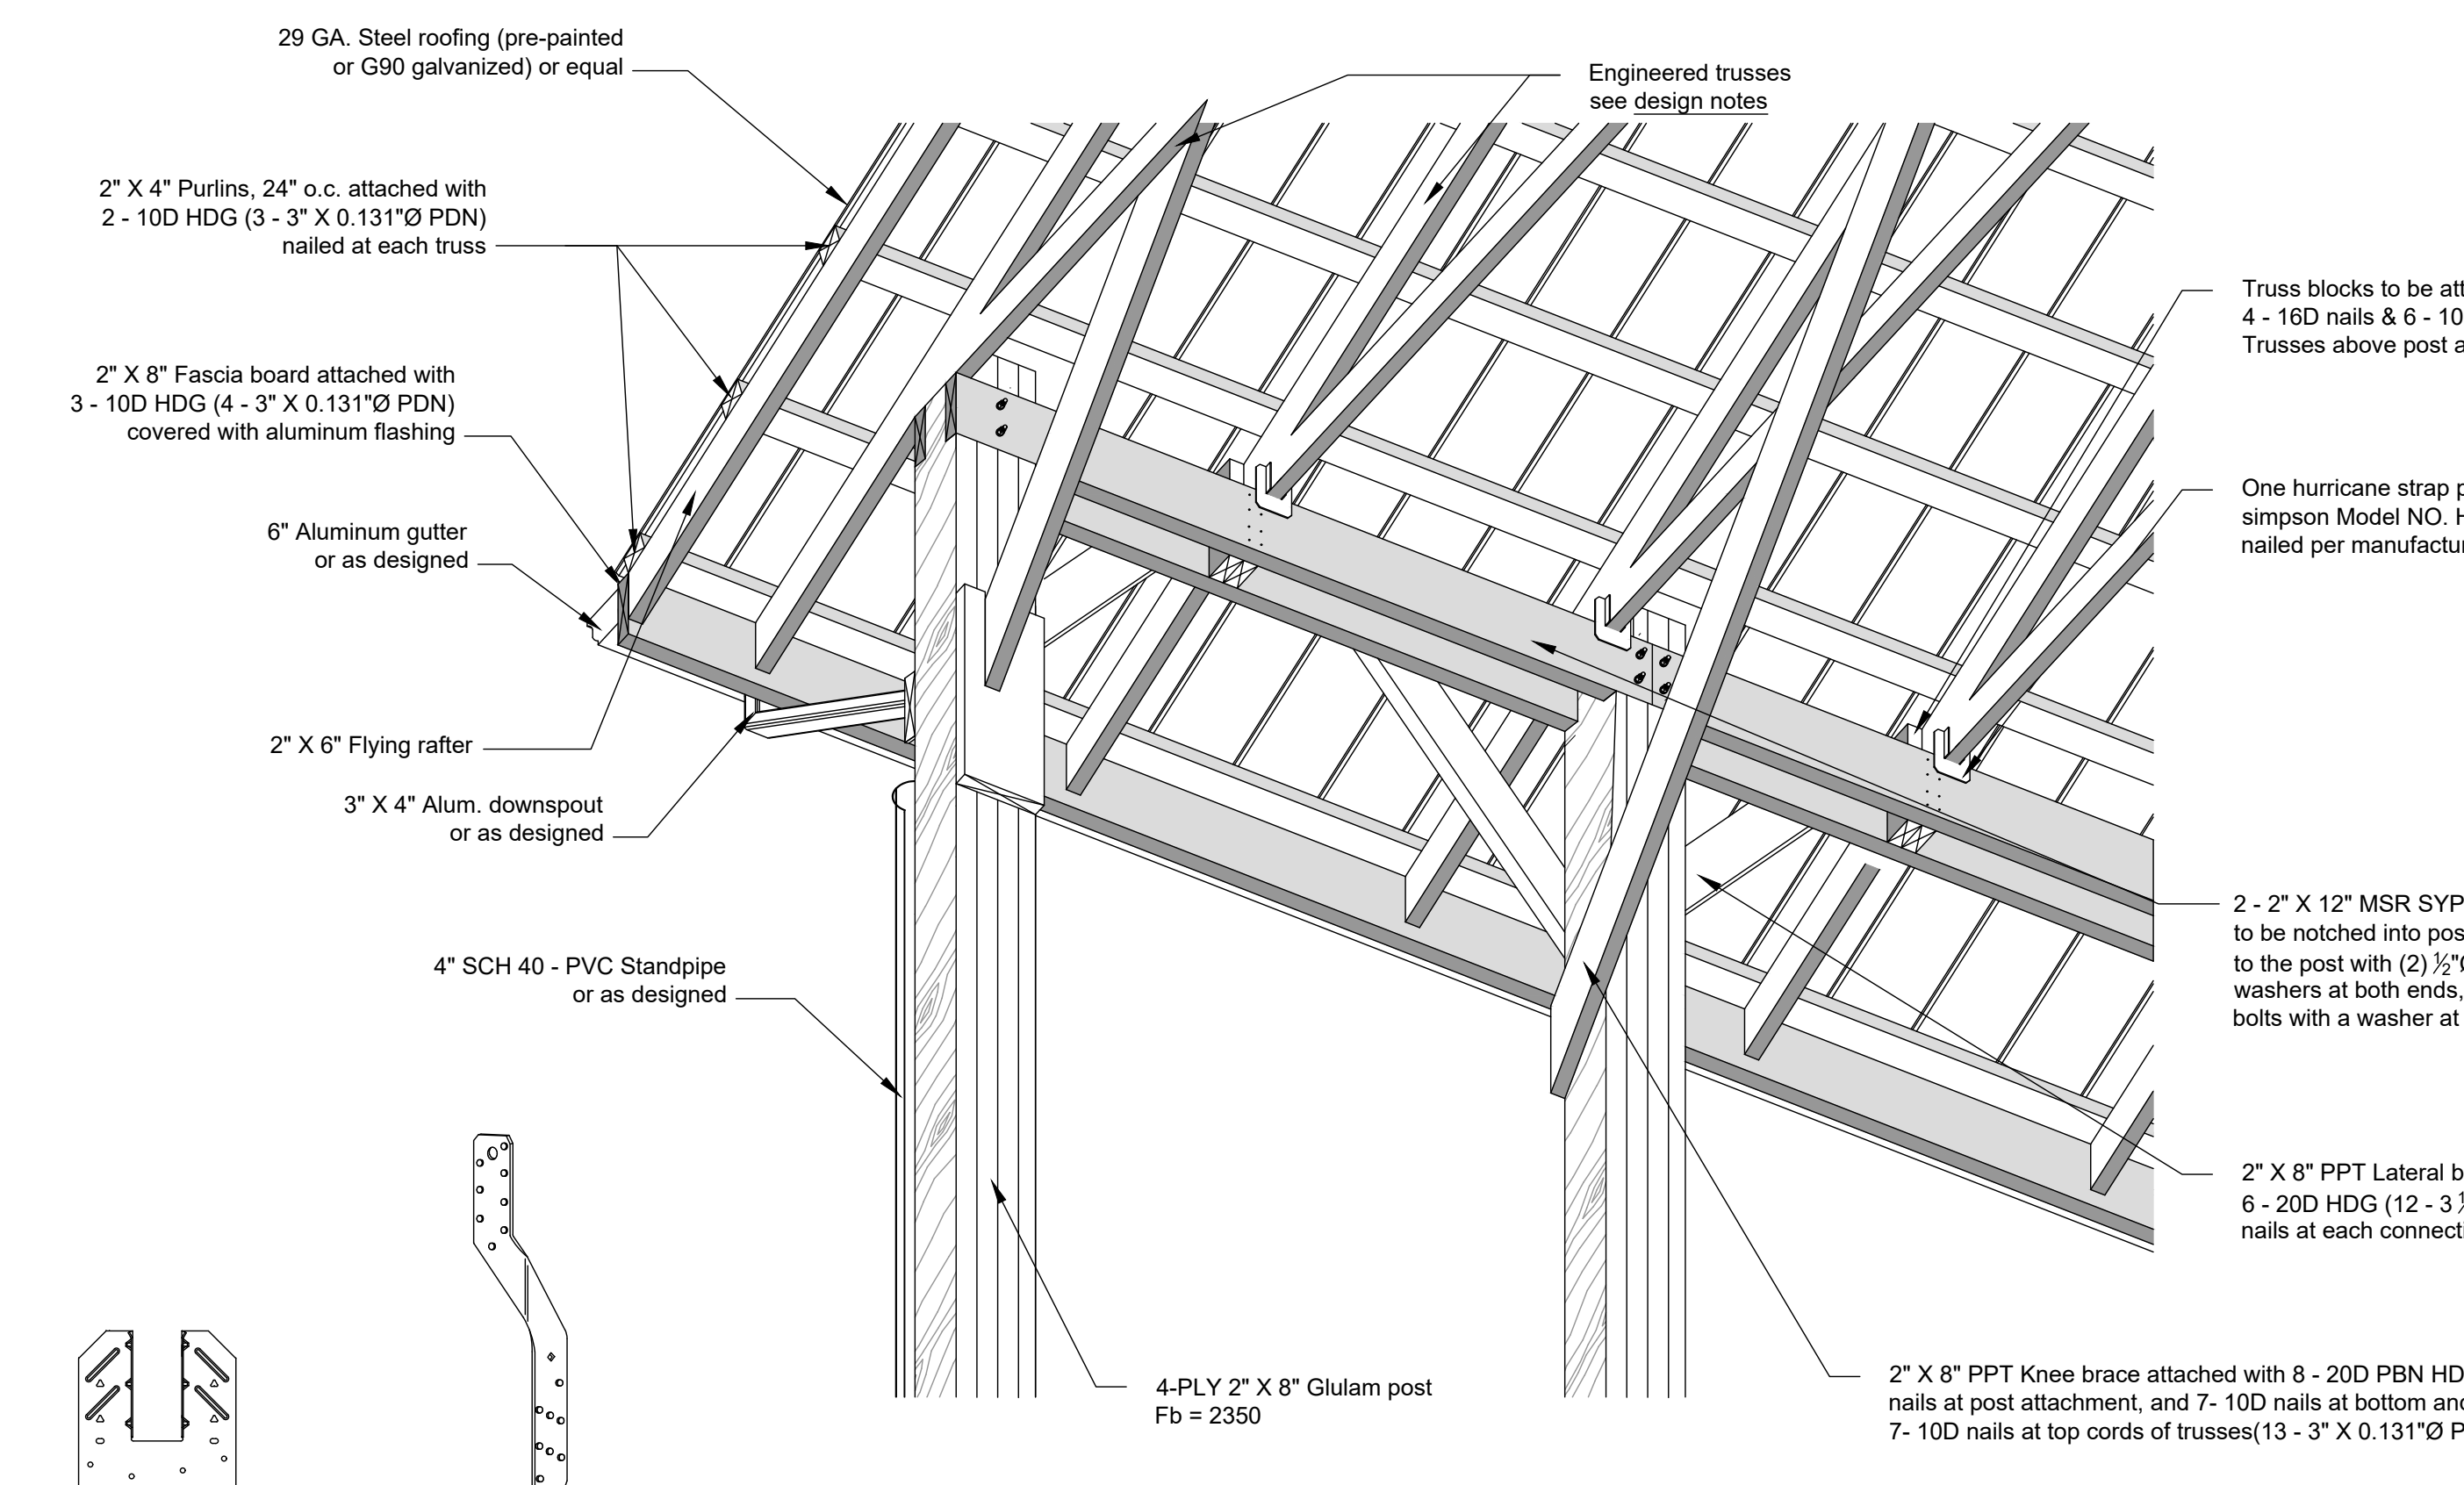 29 GA. Steel roofing (pre-painted
or G90 galvanized) or equal
Engineered trusses
see design notes
2" X 4" Purlins, 24" o.c. attached with
2 - 10D HDG (3 - 3" X 0.131"Ø PDN)
nailed at each truss
Truss blocks to be att
4 - 16D nails & 6 - 10
Trusses above post a
2" X 8" Fascia board attached with
3 - 10D HDG (4 - 3" X 0.131"Ø PDN)
covered with aluminum flashing
One hurricane strap p
simpson Model NO. H
nailed per manufactur
6" Aluminum gutter
or as designed
2" X 6" Flying rafter
3" X 4" Alum. downspout
or as designed
2 - 2" X 12" MSR SYP
to be notched into pos
to the post with (2) ½"Ø
washers at both ends,
bolts with a washer at
4" SCH 40 - PVC Standpipe
or as designed
2" X 8" PPT Lateral b
6 - 20D HDG (12 - 3
nails at each connecti
4-PLY 2" X 8" Glulam post
Fb = 2350
2" X 8" PPT Knee brace attached with 8 - 20D PBN HD
nails at post attachment, and 7- 10D nails at bottom and
7- 10D nails at top cords of trusses(13 - 3" X 0.131"Ø P